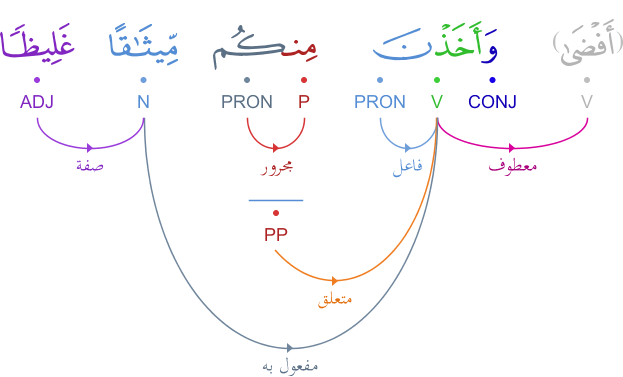 (أَفْضَىٰ) وَأَخَذْنَ مِنكُم مِّيثَٰقًا غَلِيظًا
V CONJ V PRON P PRON N ADJ
معطوف فاعل مجرور صفة
PP
متعلق
مفعول به